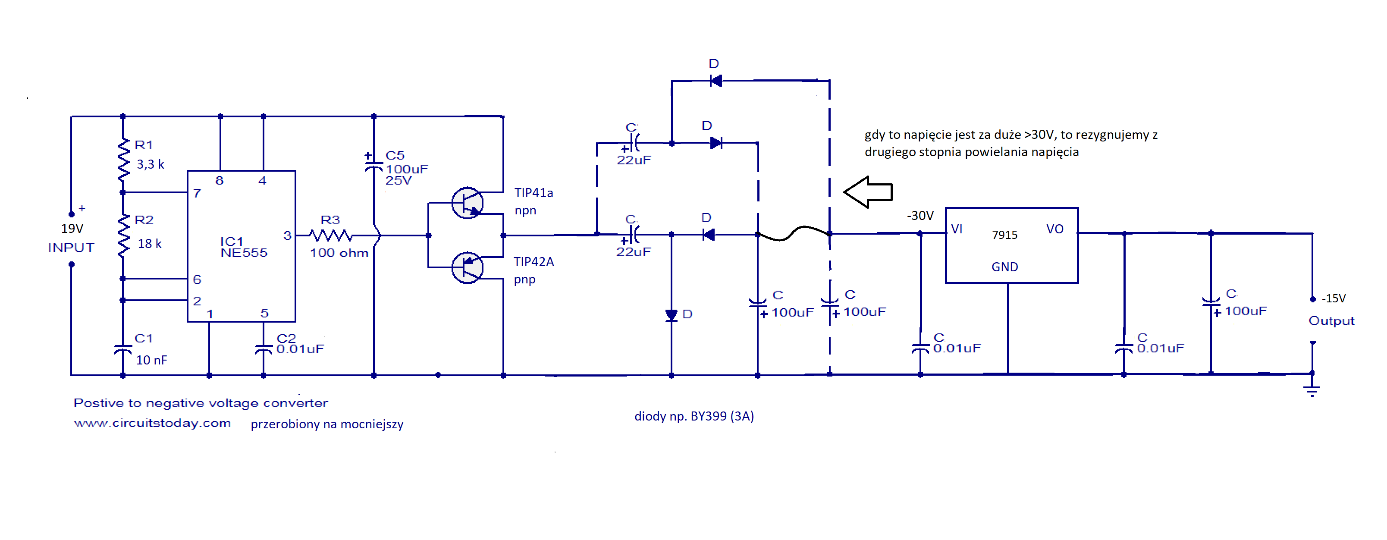 D
C
22uF
D
gdy to napięcie jest za duże >30V, to rezygnujemy z
drugiego stopnia powielania napięcia
R1
3,3 k
+
C5
100uF
25V
8
4
7
TIP41a
npn
+
19V
INPUT
R2
18 k
IC1
NE555
3
R3
100 ohm
C
22uF
D
-30V
VI
7915
VO
GND
TIP42A
pnp
6
2
1
5
D
C
+100uF
C
+100uF
C
+100uF
-15V
Output
C1
10 nF
C2
0.01uF
C
0.01uF
C
0.01uF
Postive to negative voltage converter
www.circuitstoday.com
przerobiony na mocniejszy
diody np. BY399 (3A)